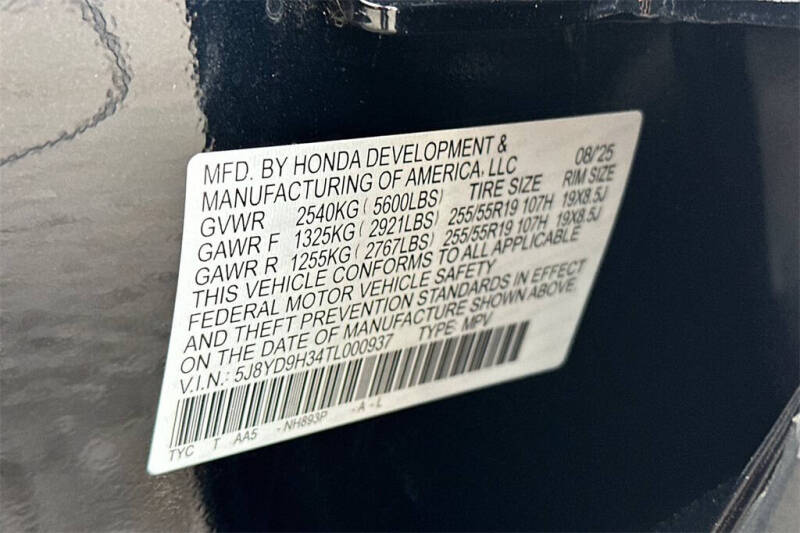 MFD. BY HONDA DEVELOPMENT & 08/25
MANUFACTURING OF AMERICA, LLC
GVWR 2540KG ( 5600LBS) TIRE SIZE RIM SIZE
GAWR F 1325KG ( 2921LBS) 255/55R19 107H 19X8.5J
GAWR R 1255KG ( 2767LBS) 255/55R19 107H 19X8.5J
THIS VEHICLE CONFORMS TO ALL APPLICABLE
FEDERAL MOTOR VEHICLE SAFETY
AND THEFT PREVENTION STANDARDS IN EFFECT
ON THE DATE OF MANUFACTURE SHOWN ABOVE.
V.I.N.: 5J8YD9H34TL000937 TYPE: MPV
TYC T AA5 - NH893P - A - L